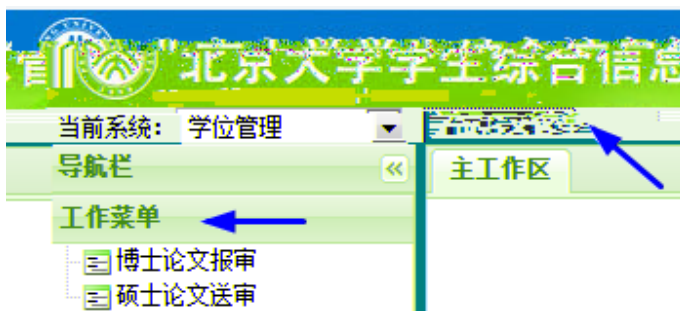 北京大学学生综合信息
当前系统: 学位管理
导航栏
主工作区
工作菜单
博士论文报审
硕士论文送审